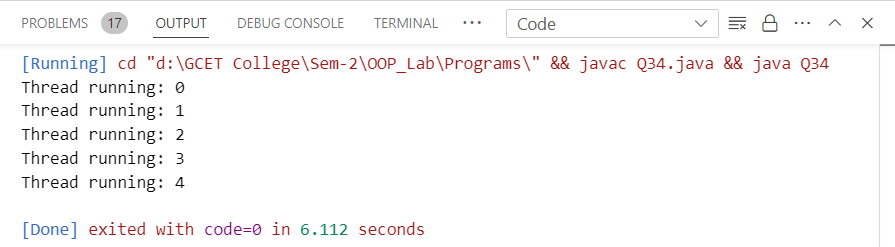 PROBLEMS 17 OUTPUT DEBUG CONSOLE TERMINAL ··· Code ···
[Running] cd "d:\GCET College\Sem-2\OOP_Lab\Programs\" && javac Q34.java && java Q34
Thread running: 0
Thread running: 1
Thread running: 2
Thread running: 3
Thread running: 4
[Done] exited with code=0 in 6.112 seconds